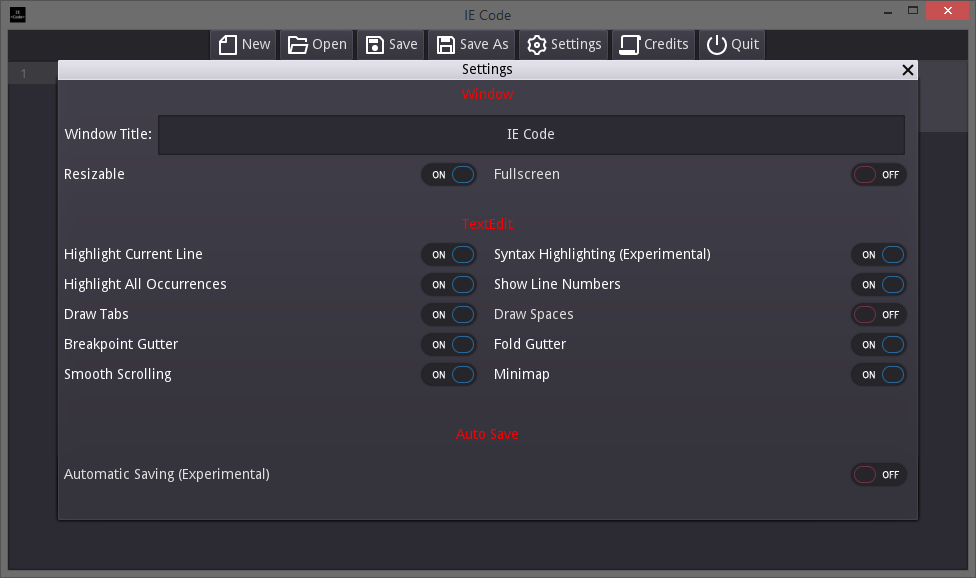 IE Code
IE <Code>
New Open Save Save As Settings Credits Quit
1
Settings
Window
Window Title: IE Code
Resizable ON Fullscreen OFF
TextEdit
Highlight Current Line ON Syntax Highlighting (Experimental) ON
Highlight All Occurrences ON Show Line Numbers ON
Draw Tabs ON Draw Spaces OFF
Breakpoint Gutter ON Fold Gutter ON
Smooth Scrolling ON Minimap ON
Auto Save
Automatic Saving (Experimental) OFF